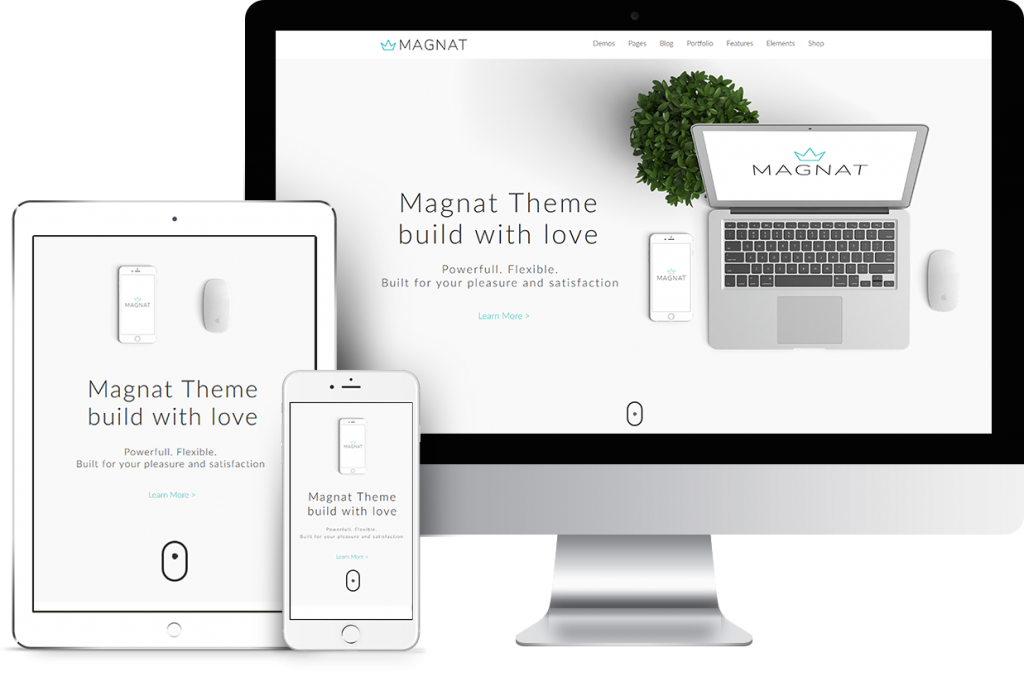 MAGNAT
Demos Pages Blog Portfolio Features Elements Shop
MAGNAT
Magnat Theme
build with love
Powerfull. Flexible.
Built for your pleasure and satisfaction
Learn More >
MAGNAT
MAGNAT
Magnat Theme
build with love
Powerfull. Flexible.
Built for your pleasure and satisfaction
Learn More >
MAGNAT
Magnat Theme
build with love
Powerfull. Flexible.
Built for your pleasure and satisfaction
Learn More >